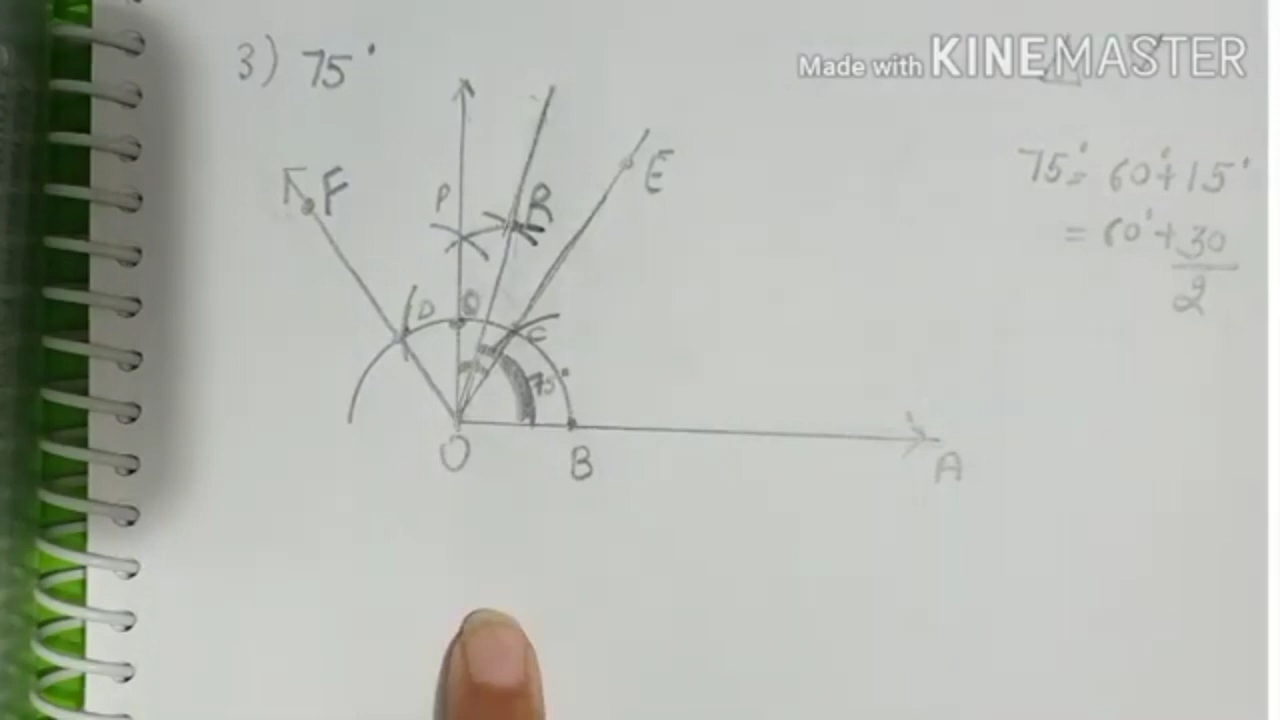 3) 75°
Made with KINEMASTER
75° = 60° + 15°
= 60° + 30
2
F
P
R
E
D
Q
C
75°
O
B
A